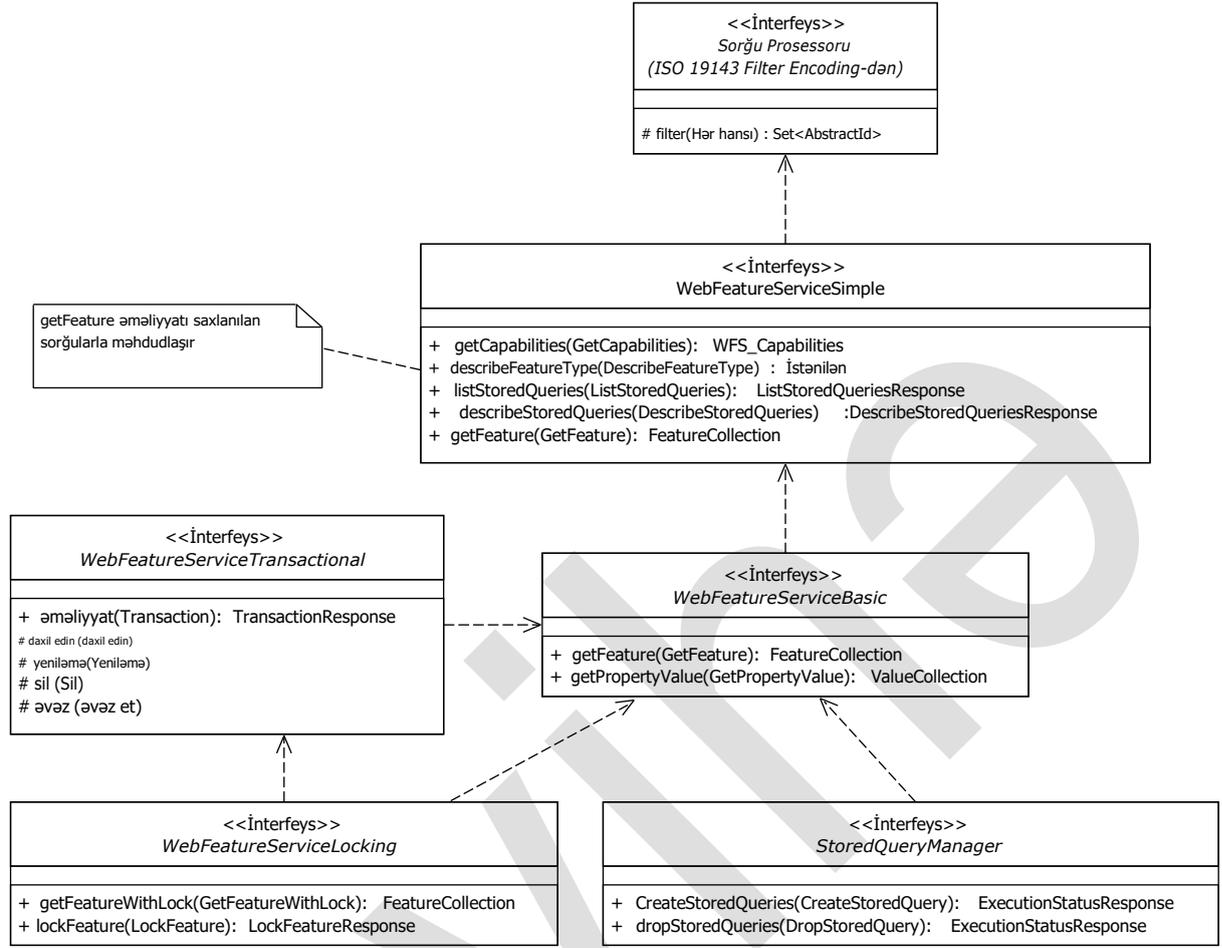 <<İnterfeys>>
Sorğu Prosessoru
(ISO 19143 Filter Encoding-dən)
# filter(Hər hansı) : Set<AbstractId>
<<İnterfeys>>
WebFeatureServiceSimple
getFeature əməliyyatı saxlanılan
sorğularla məhdudlaşır
+ getCapabilities(GetCapabilities): WFS_Capabilities
+ describeFeatureType(DescribeFeatureType) : İstənilən
+ listStoredQueries(ListStoredQueries): ListStoredQueriesResponse
+ describeStoredQueries(DescribeStoredQueries) :DescribeStoredQueriesResponse
+ getFeature(GetFeature): FeatureCollection
<<İnterfeys>>
WebFeatureServiceTransactional
+ əməliyyat(Transaction): TransactionResponse
# daxil edin (daxil edin)
# yeniləmə(Yeniləmə)
# sil (Sil)
# əvəz (əvəz et)
<<İnterfeys>>
WebFeatureServiceBasic
+ getFeature(GetFeature): FeatureCollection
+ getPropertyValue(GetPropertyValue): ValueCollection
<<İnterfeys>>
WebFeatureServiceLocking
+ getFeatureWithLock(GetFeatureWithLock): FeatureCollection
+ lockFeature(LockFeature): LockFeatureResponse
<<İnterfeys>>
StoredQueryManager
+ CreateStoredQueries(CreateStoredQuery): ExecutionStatusResponse
+ dropStoredQueries(DropStoredQuery): ExecutionStatusResponse